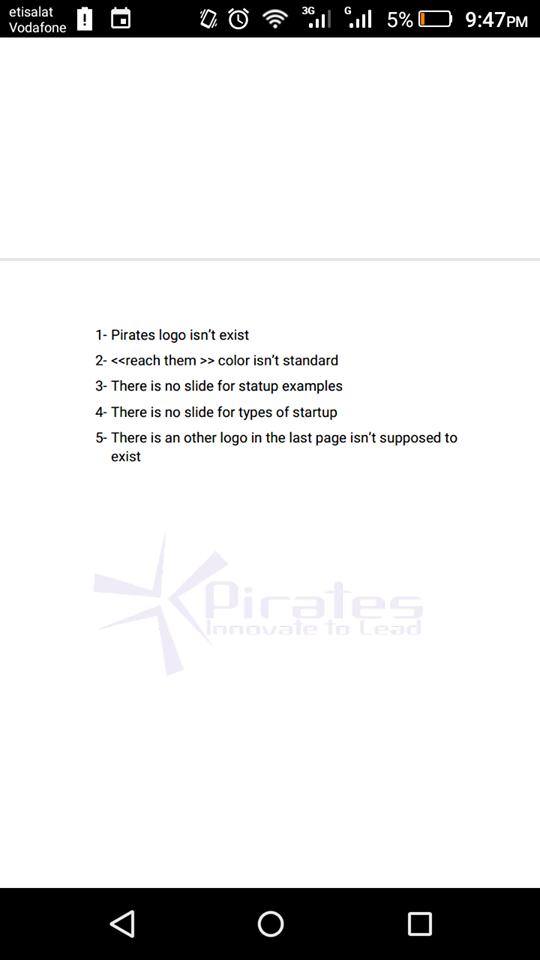 etisalat
Vodafone
3G
G
5%
9:47PM
1- Pirates logo isn't exist
2- <<reach them >> color isn't standard
3- There is no slide for statup examples
4- There is no slide for types of startup
5- There is an other logo in the last page isn't supposed to
exist
Pirates
Innovate to Lead